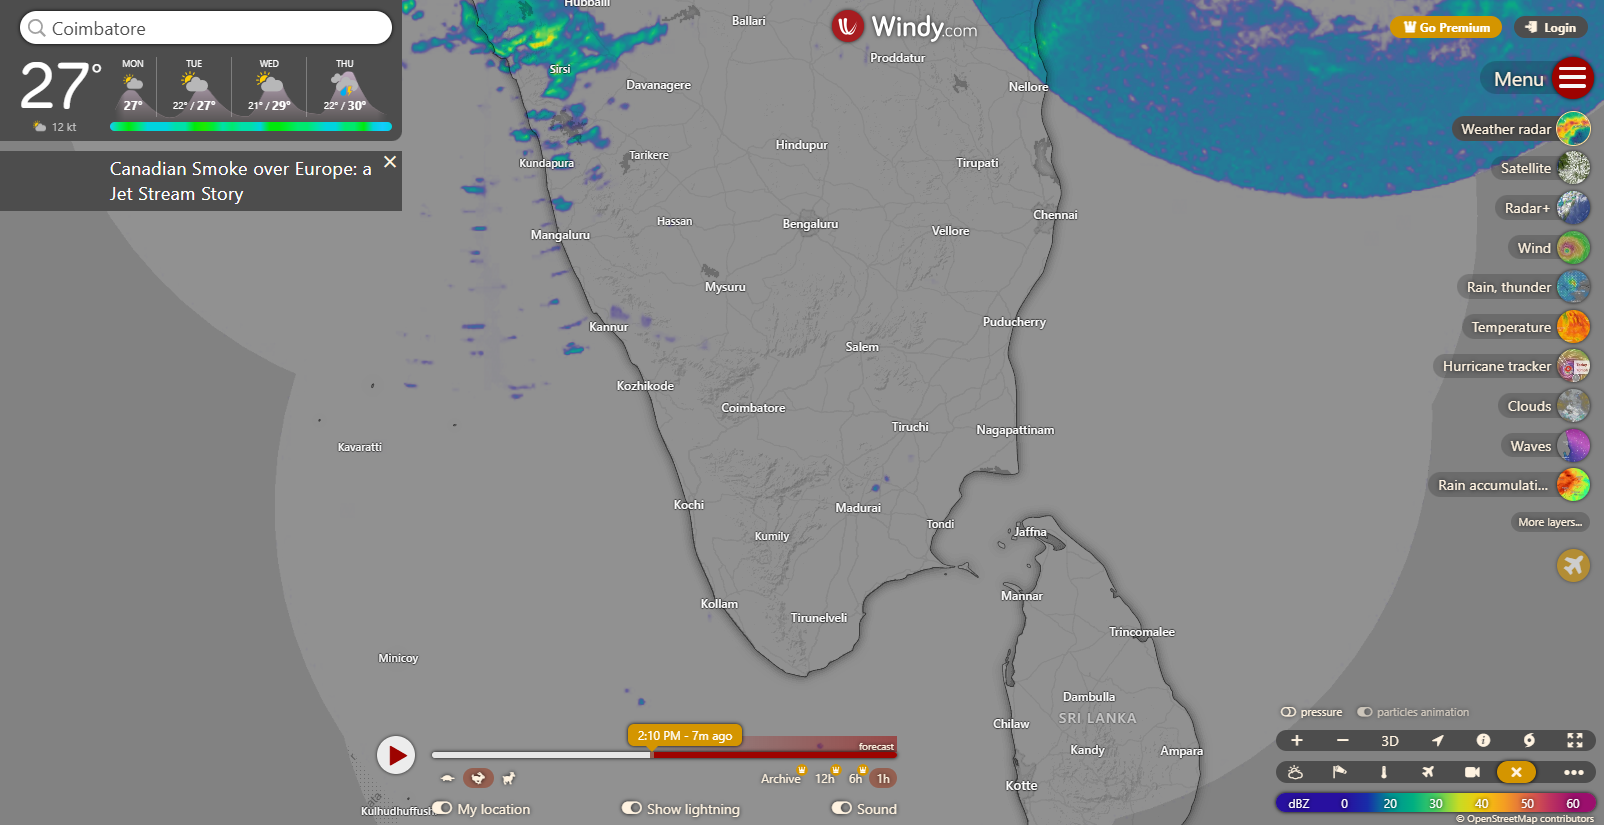 Coimbatore
27°
12 kt
MON
27°
TUE
22° / 27°
WED
21° / 29°
THU
22° / 30°
Canadian Smoke over Europe: a
Jet Stream Story
Windy.com
Go Premium
Login
Menu
Weather radar
Satellite
Radar+
Wind
Rain, thunder
Temperature
Hurricane tracker
Clouds
Waves
Rain accumulati...
More layers...
Hubballi
Ballari
Proddatur
Sirsi
Davanagere
Nellore
Hindupur
Kundapura
Tarikere
Tirupati
Hassan
Bengaluru
Chennai
Mangaluru
Vellore
Mysuru
Kannur
Puducherry
Salem
Kozhikode
Coimbatore
Tiruchi
Nagapattinam
Kavaratti
Kochi
Madurai
Tondi
Jaffna
Kumily
Kollam
Tirunelveli
Mannar
Trincomalee
Minicoy
Dambulla
SRI LANKA
Chilaw
Kandy
Ampara
Kotte
Kulhudhuffush
2:10 PM - 7m ago
forecast
Archive
12h
6h
1h
My location
Show lightning
Sound
pressure
particles animation
3D
dBZ 0 20 30 40 50 60
© OpenStreetMap contributors